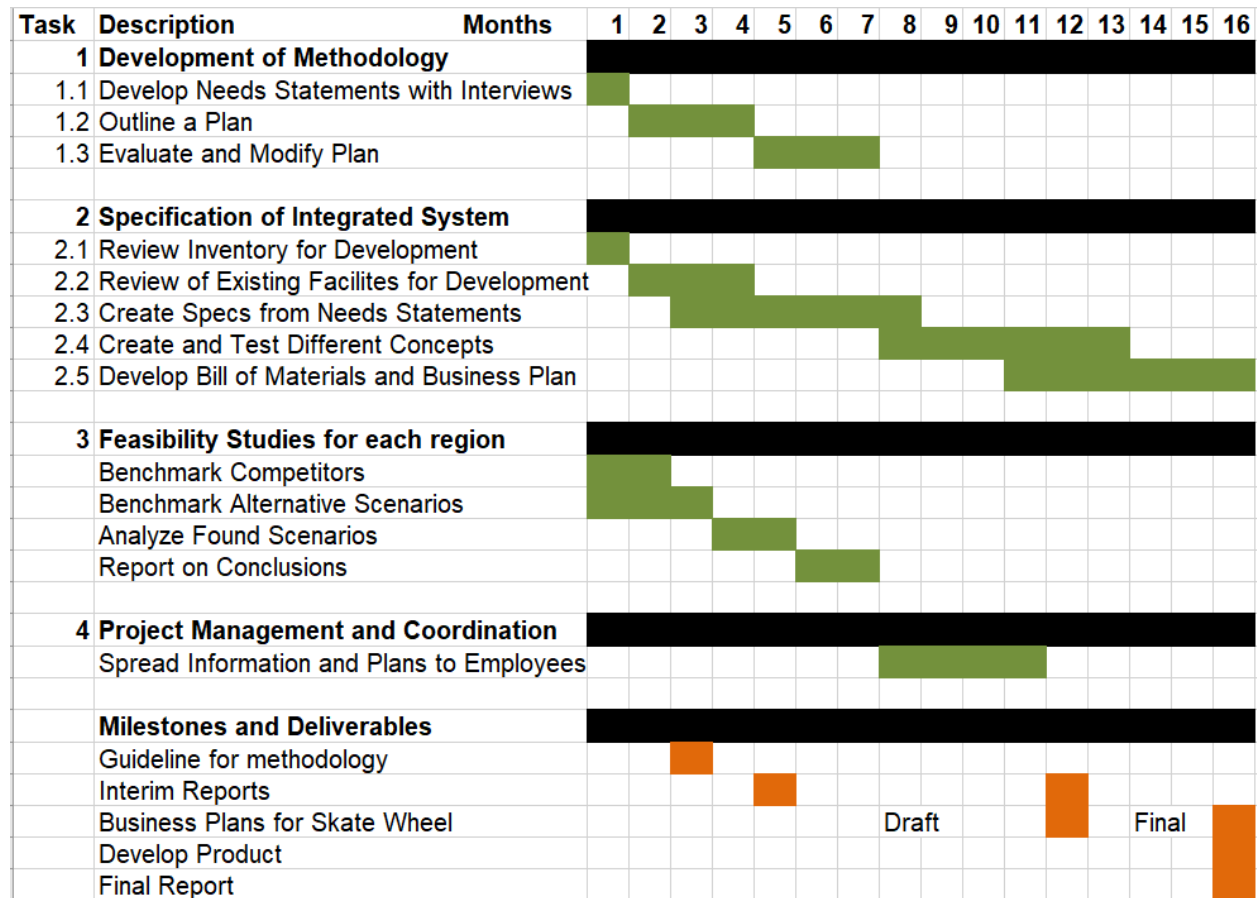 Task Description Months 1 2 3 4 5 6 7 8 9 10 11 12 13 14 15 16
1 Development of Methodology
1.1 Develop Needs Statements with Interviews
1.2 Outline a Plan
1.3 Evaluate and Modify Plan
2 Specification of Integrated System
2.1 Review Inventory for Development
2.2 Review of Existing Facilites for Development
2.3 Create Specs from Needs Statements
2.4 Create and Test Different Concepts
2.5 Develop Bill of Materials and Business Plan
3 Feasibility Studies for each region
Benchmark Competitors
Benchmark Alternative Scenarios
Analyze Found Scenarios
Report on Conclusions
4 Project Management and Coordination
Spread Information and Plans to Employees
Milestones and Deliverables
Guideline for methodology
Interim Reports
Business Plans for Skate Wheel Draft Final
Develop Product
Final Report